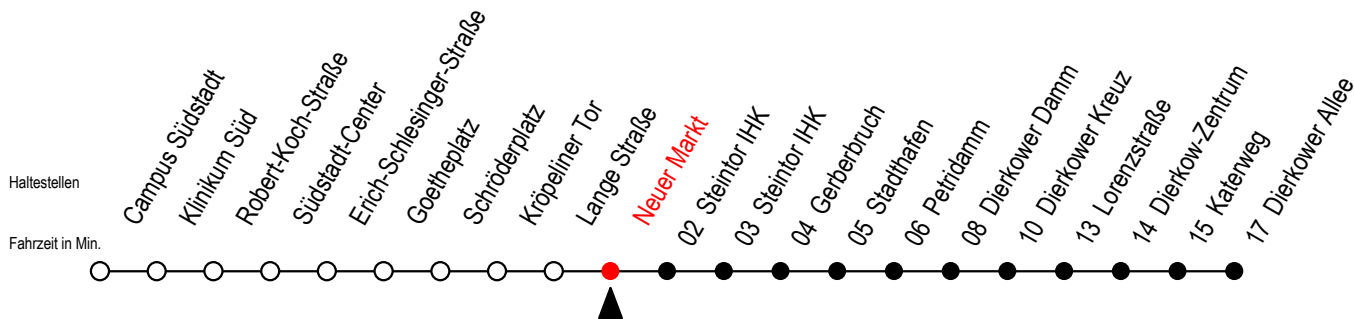 Campus Südstadt
Klinikum Süd
Robert-Koch-Straße
Südstadt-Center
Erich-Schlesinger-Straße
Goetheplatz
Schröderplatz
Kröpeliner Tor
Lange Straße
Neuer Markt
02 Steintor IHK
03 Steintor IHK
04 Gerberbruch
05 Stadthafen
06 Petridamm
08 Dierkower Damm
10 Dierkower Kreuz
13 Lorenzstraße
14 Dierkow-Zentrum
15 Katerweg
17 Dierkower Allee
Haltestellen
Fahrzeit in Min.